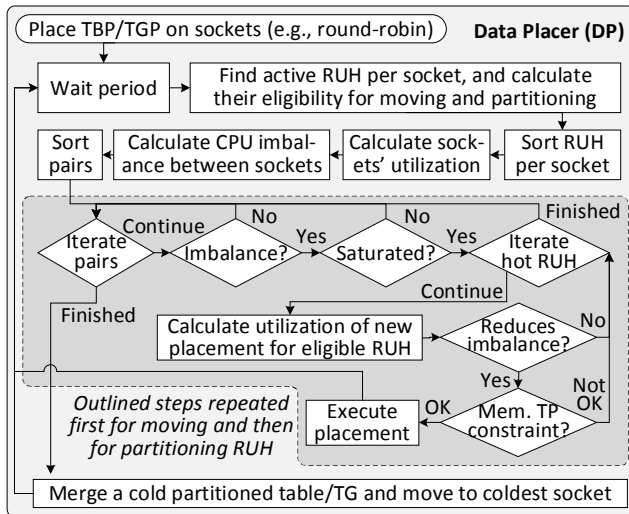 Place TBP/TGP on sockets (e.g., round-robin)
Data Placer (DP)
Wait period
Find active RUH per socket, and calculate
their eligibility for moving and partitioning
Sort
pairs
Calculate CPU imbal-
ance between sockets
Calculate sock-
ets' utilization
Sort RUH
per socket
Continue
No
No
Finished
Iterate
pairs
Imbalance?
Yes
Saturated?
Yes
Iterate
hot RUH
Continue
Finished
Calculate utilization of new
placement for eligible RUH
Reduces
imbalance?
No
Yes
Not
OK
Outlined steps repeated
first for moving and then
for partitioning RUH
Execute
placement
OK
Mem. TP
constraint?
Merge a cold partitioned table/TG and move to coldest socket